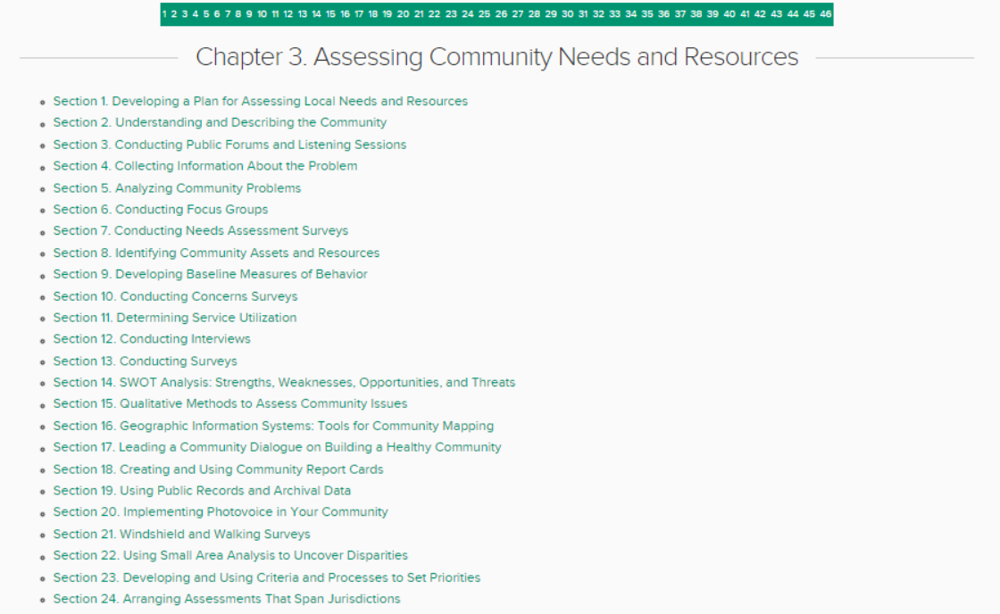 1 2 3 4 5 6 7 8 9 10 11 12 13 14 15 16 17 18 19 20 21 22 23 24 25 26 27 28 29 30 31 32 33 34 35 36 37 38 39 40 41 42 43 44 45 46
Chapter 3. Assessing Community Needs and Resources
Section 1. Developing a Plan for Assessing Local Needs and Resources
Section 2. Understanding and Describing the Community
Section 3. Conducting Public Forums and Listening Sessions
Section 4. Collecting Information About the Problem
Section 5. Analyzing Community Problems
Section 6. Conducting Focus Groups
Section 7. Conducting Needs Assessment Surveys
Section 8. Identifying Community Assets and Resources
Section 9. Developing Baseline Measures of Behavior
Section 10. Conducting Concerns Surveys
Section 11. Determining Service Utilization
Section 12. Conducting Interviews
Section 13. Conducting Surveys
Section 14. SWOT Analysis: Strengths, Weaknesses, Opportunities, and Threats
Section 15. Qualitative Methods to Assess Community Issues
Section 16. Geographic Information Systems: Tools for Community Mapping
Section 17. Leading a Community Dialogue on Building a Healthy Community
Section 18. Creating and Using Community Report Cards
Section 19. Using Public Records and Archival Data
Section 20. Implementing Photovoice in Your Community
Section 21. Windshield and Walking Surveys
Section 22. Using Small Area Analysis to Uncover Disparities
Section 23. Developing and Using Criteria and Processes to Set Priorities
Section 24. Arranging Assessments That Span Jurisdictions